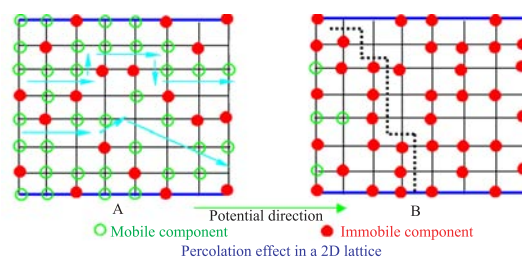 A Potential direction B
Mobile component Immobile component
Percolation effect in a 2D lattice